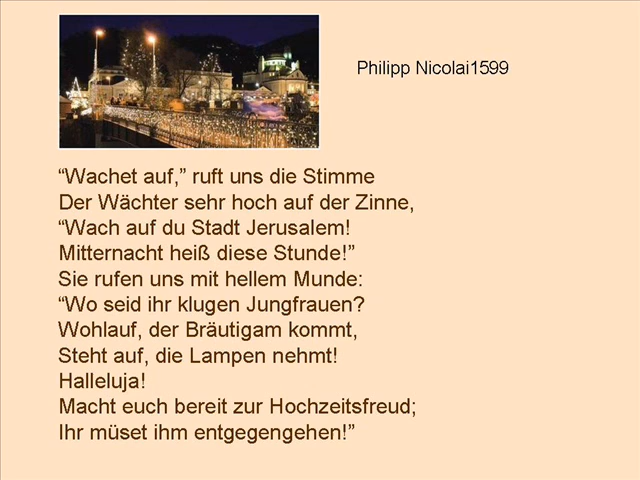 Philipp Nicolai1599
“Wachet auf,” ruft uns die Stimme
Der Wächter sehr hoch auf der Zinne,
“Wach auf du Stadt Jerusalem!
Mitternacht heiß diese Stunde!”
Sie rufen uns mit hellem Munde:
“Wo seid ihr klugen Jungfrauen?
Wohlauf, der Bräutigam kommt,
Steht auf, die Lampen nehmt!
Halleluja!
Macht euch bereit zur Hochzeitsfreud;
Ihr müset ihm entgegengehen!”